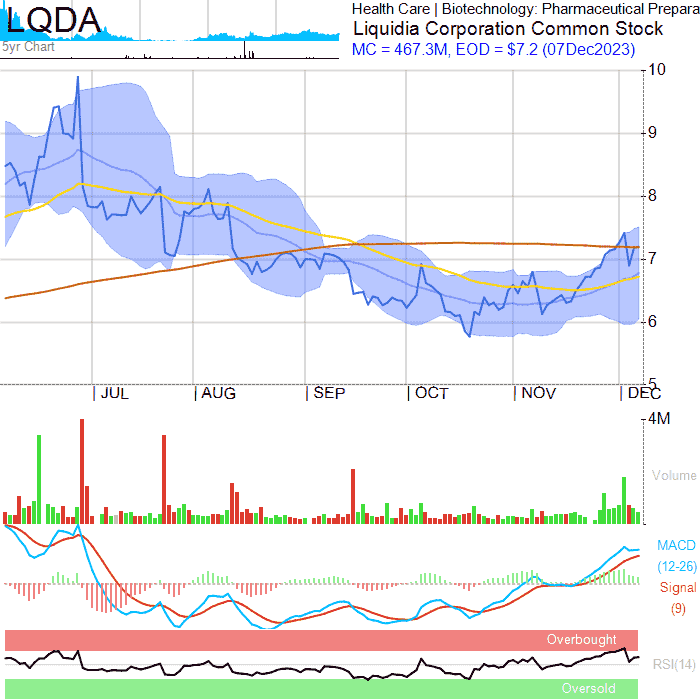 LQDA
5yr Chart
Health Care | Biotechnology: Pharmaceutical Prepara
Liquidia Corporation Common Stock
MC = 467.3M, EOD = $7.2 (07Dec2023)
10
9
8
7
6
5
JUL AUG SEP OCT NOV DEC
4M
Volume
MACD
(12-26)
Signal
(9)
Overbought
RSI(14)
Oversold